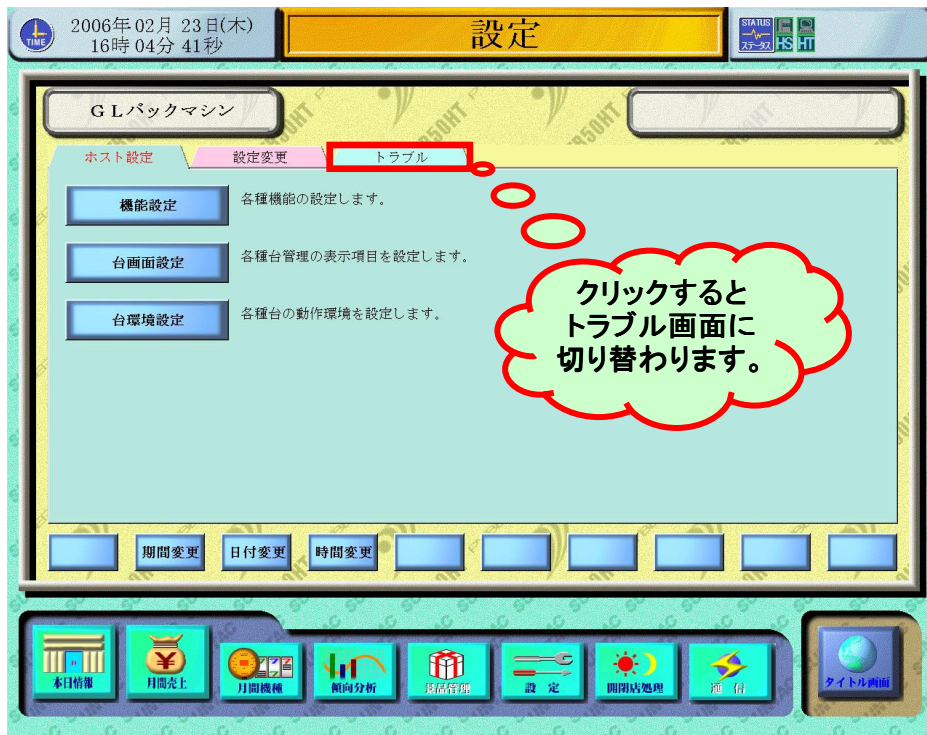 TIME
2006年 02月 23日(木)
16時 04分 41秒
設定
STATUS
ステータス
HS HT
GLバックマシン
ホスト設定 設定変更 トラブル
機能設定 各種機能の設定します。
台画面設定 各種台管理の表示項目を設定します。
台環境設定 各種台の動作環境を設定します。
クリックすると
トラブル画面に
切り替わります。
期間変更 日付変更 時間変更
本日情報 月間売上 月間機種 傾向分析 景品管理 設 定 開閉店処理 通 信 タイトル画面